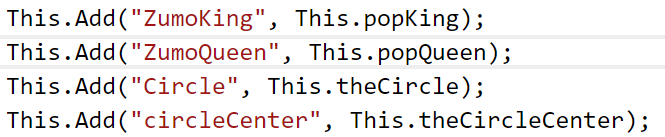 This.Add("ZumoKing", This.popKing);
This.Add("ZumoQueen", This.popQueen);
This.Add("Circle", This.theCircle);
This.Add("circleCenter", This.theCircleCenter);